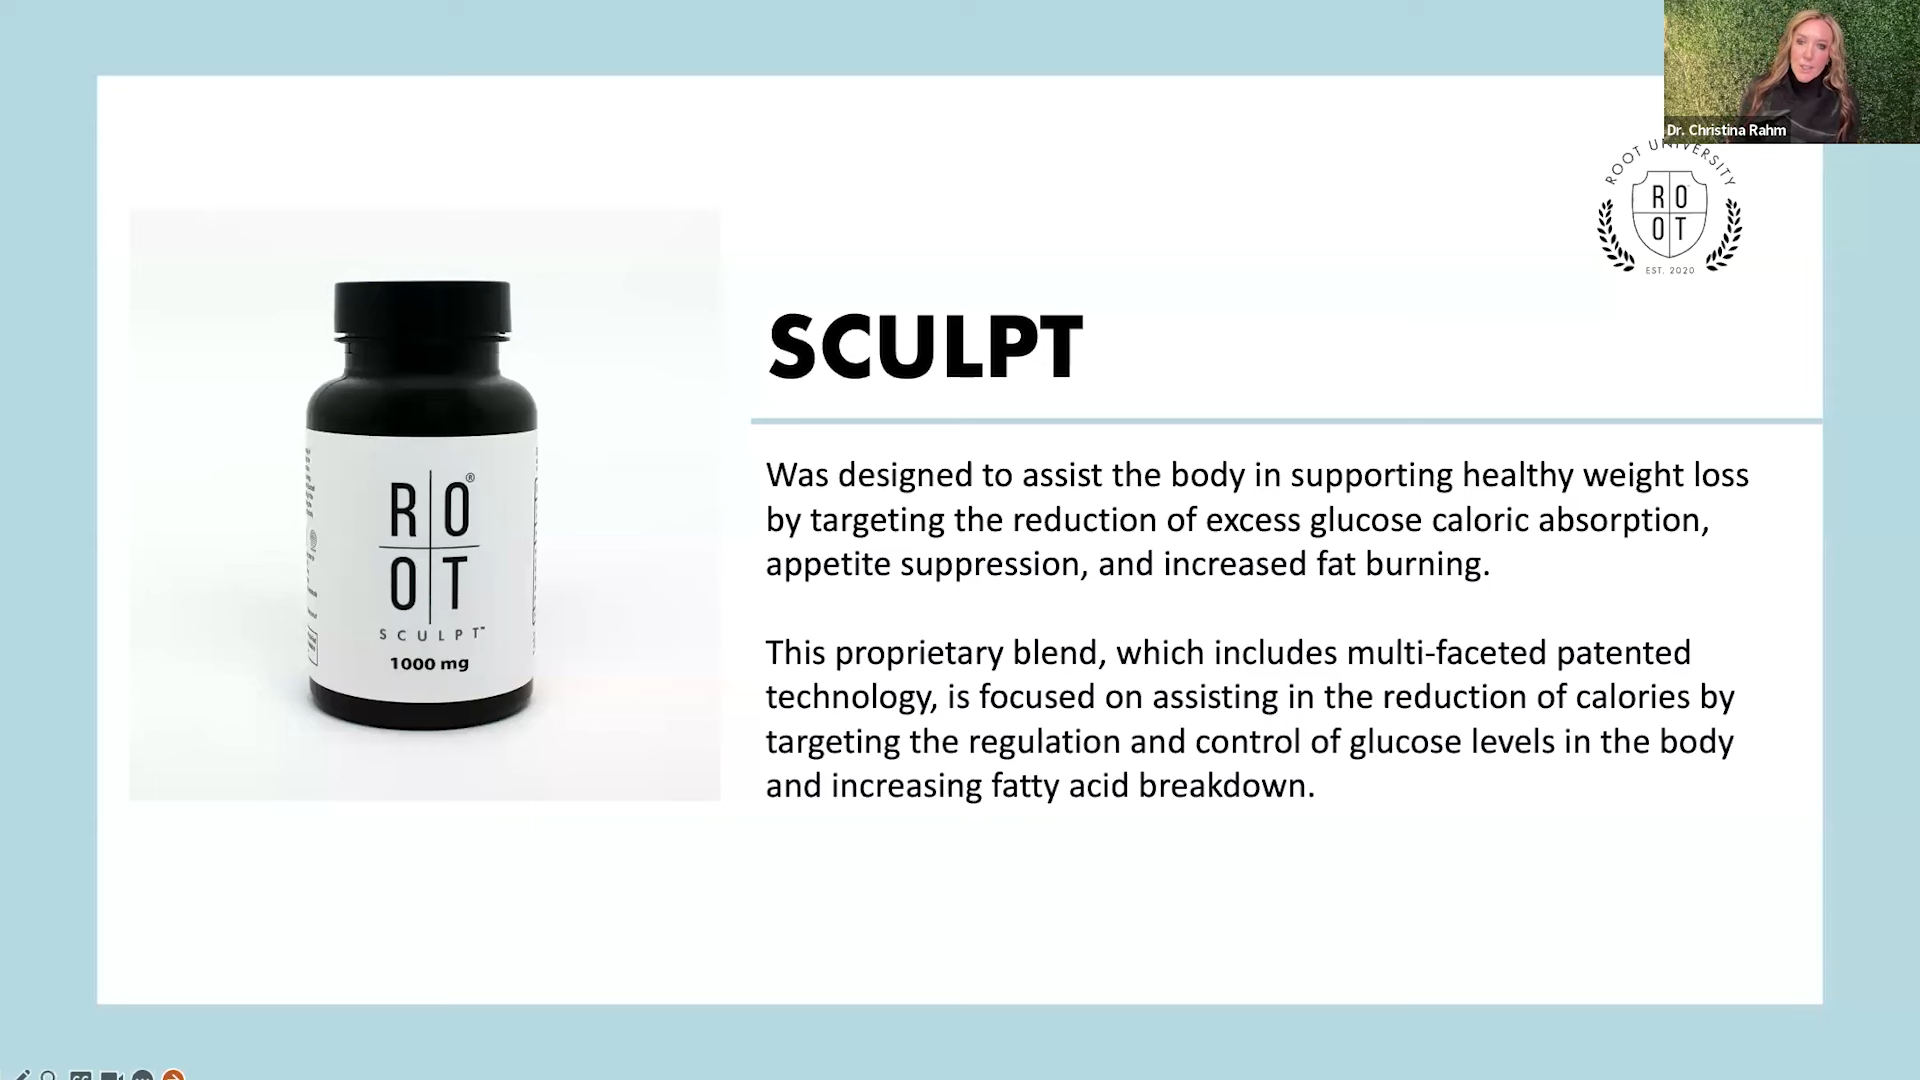 Dr. Christina Rahm
ROOT UNIVERSITY
RO
OT
EST. 2020
SCULPT
Was designed to assist the body in supporting healthy weight loss
by targeting the reduction of excess glucose caloric absorption,
appetite suppression, and increased fat burning.
This proprietary blend, which includes multi-faceted patented
technology, is focused on assisting in the reduction of calories by
targeting the regulation and control of glucose levels in the body
and increasing fatty acid breakdown.
RO®
OT
SCULPT™
1000 mg